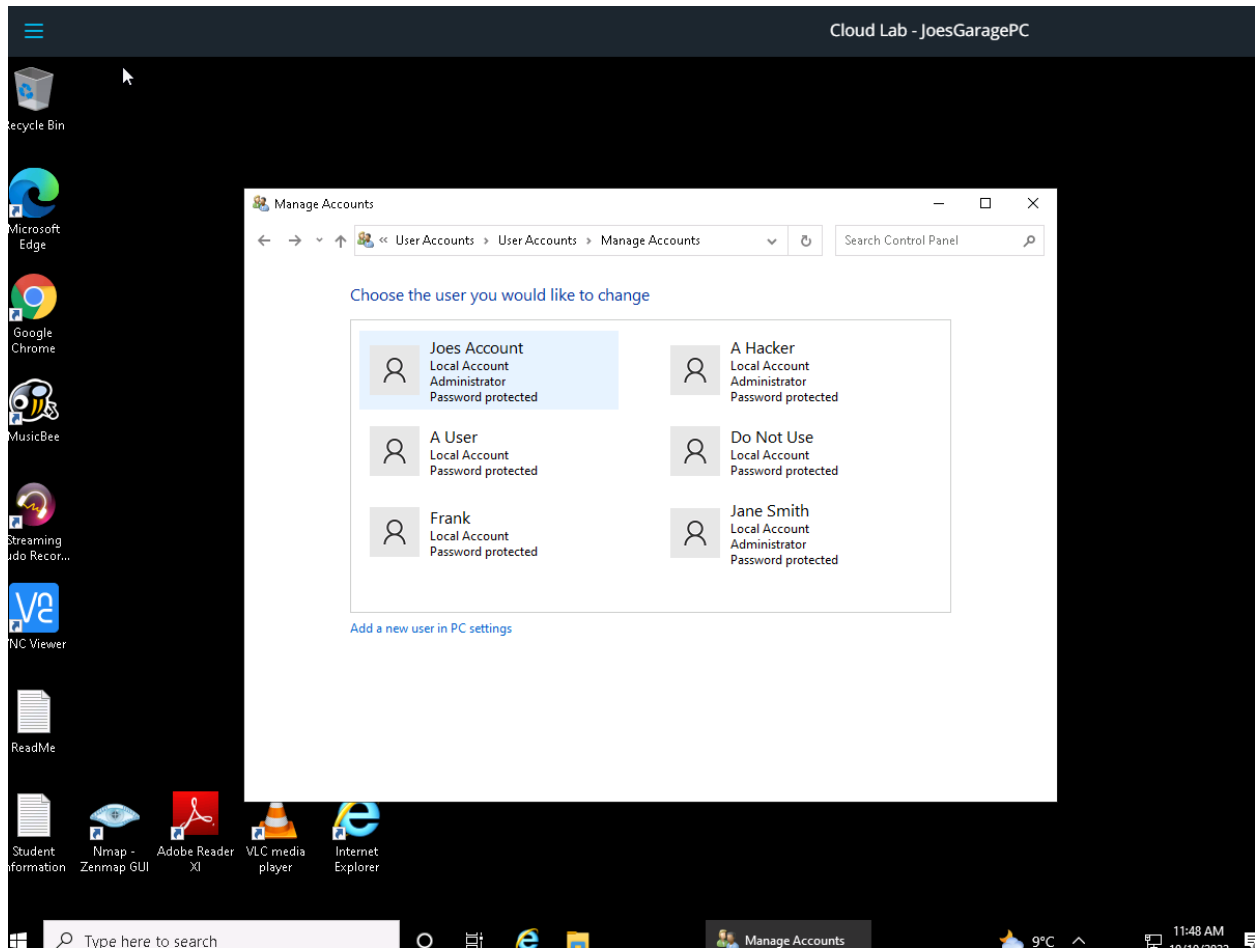 Cloud Lab - JoesGaragePC
Recycle Bin
Microsoft
Edge
Google
Chrome
MusicBee
Streaming
udo Recor...
VNC Viewer
ReadMe
Student
nformation
Nmap -
Zenmap GUI
Adobe Reader
XI
VLC media
player
Internet
Explorer
Manage Accounts
« User Accounts > User Accounts > Manage Accounts
Search Control Panel
Choose the user you would like to change
Joes Account
Local Account
Administrator
Password protected
A Hacker
Local Account
Administrator
Password protected
A User
Local Account
Password protected
Do Not Use
Local Account
Password protected
Frank
Local Account
Password protected
Jane Smith
Local Account
Administrator
Password protected
Add a new user in PC settings
Type here to search
Manage Accounts
9°C
11:48 AM